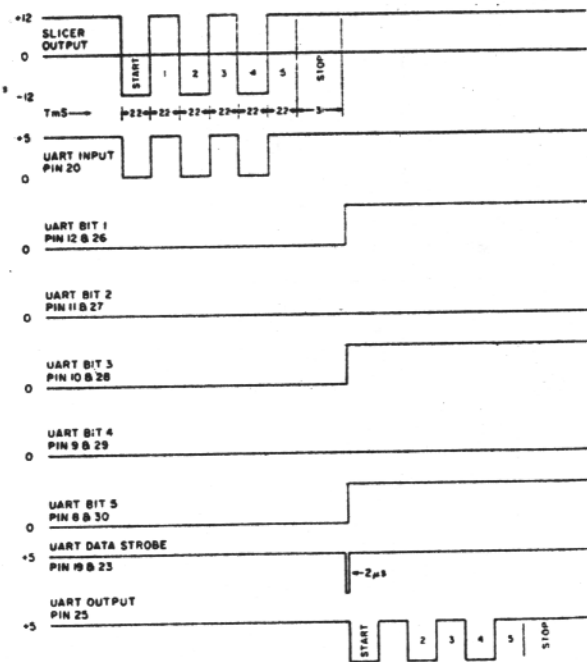 +12
SLICER
OUTPUT
0
START 1 2 3 4 5 STOP
-12
TmS 22 22 22 22 22 22
+5
UART INPUT
PIN 20
0
UART BIT 1
PIN 12 & 26
0
UART BIT 2
PIN 11 & 27
0
UART BIT 3
PIN 10 & 28
0
UART BIT 4
PIN 9 & 29
0
UART BIT 5
PIN 8 & 30
0
UART DATA STROBE
+5
PIN 19 & 23
2μs
UART OUTPUT
PIN 25
+5
START 2 3 4 5 STOP